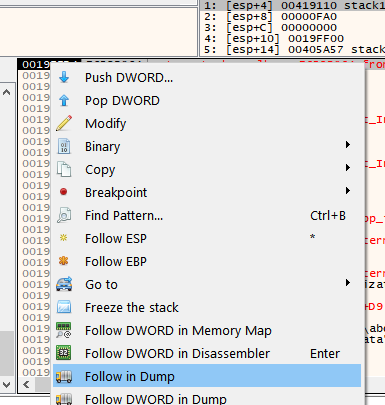 1: [esp+4] 00419110 stack1
2: [esp+8] 00000FA0
3: [esp+C] 00000000
4: [esp+10] 0019FF00
5: [esp+14] 00405A57 stack
Push DWORD...
Pop DWORD
Modify
Binary
Copy
Breakpoint
Find Pattern... Ctrl+B
Follow ESP *
Follow EBP
Go to
Freeze the stack
Follow DWORD in Memory Map
Follow DWORD in Disassembler Enter
Follow in Dump
Follow DWORD in Dump